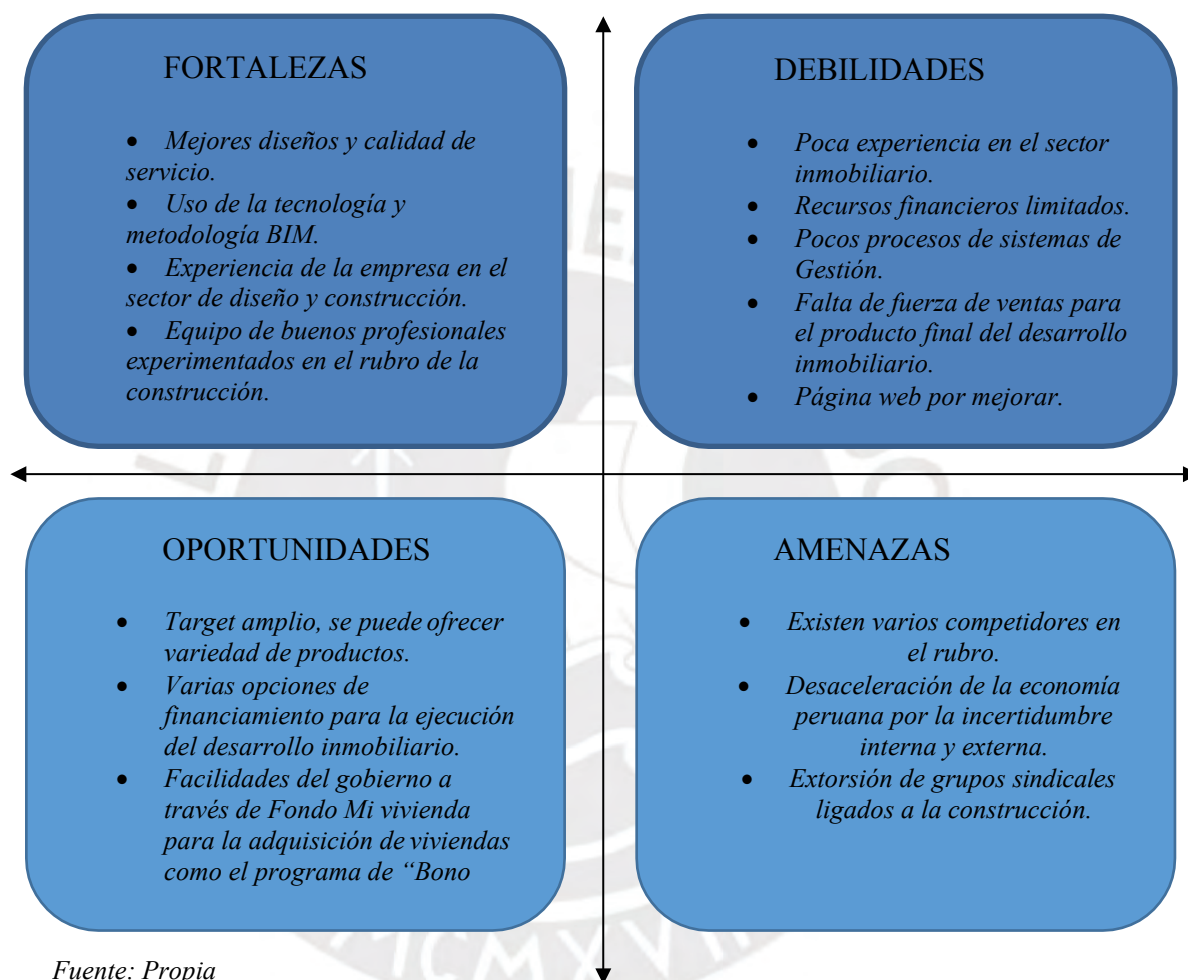 FORTALEZAS
• Mejores diseños y calidad de
servicio.
• Uso de la tecnología y
metodología BIM.
• Experiencia de la empresa en el
sector de diseño y construcción.
• Equipo de buenos profesionales
experimentados en el rubro de la
construcción.
DEBILIDADES
• Poca experiencia en el sector
inmobiliario.
• Recursos financieros limitados.
• Pocos procesos de sistemas de
Gestión.
• Falta de fuerza de ventas para
el producto final del desarrollo
inmobiliario.
• Página web por mejorar.
OPORTUNIDADES
• Target amplio, se puede ofrecer
variedad de productos.
• Varias opciones de
financiamiento para la ejecución
del desarrollo inmobiliario.
• Facilidades del gobierno a
través de Fondo Mi vivienda
para la adquisición de viviendas
como el programa de “Bono
AMENAZAS
• Existen varios competidores en
el rubro.
• Desaceleración de la economía
peruana por la incertidumbre
interna y externa.
• Extorsión de grupos sindicales
ligados a la construcción.
Fuente: Propia